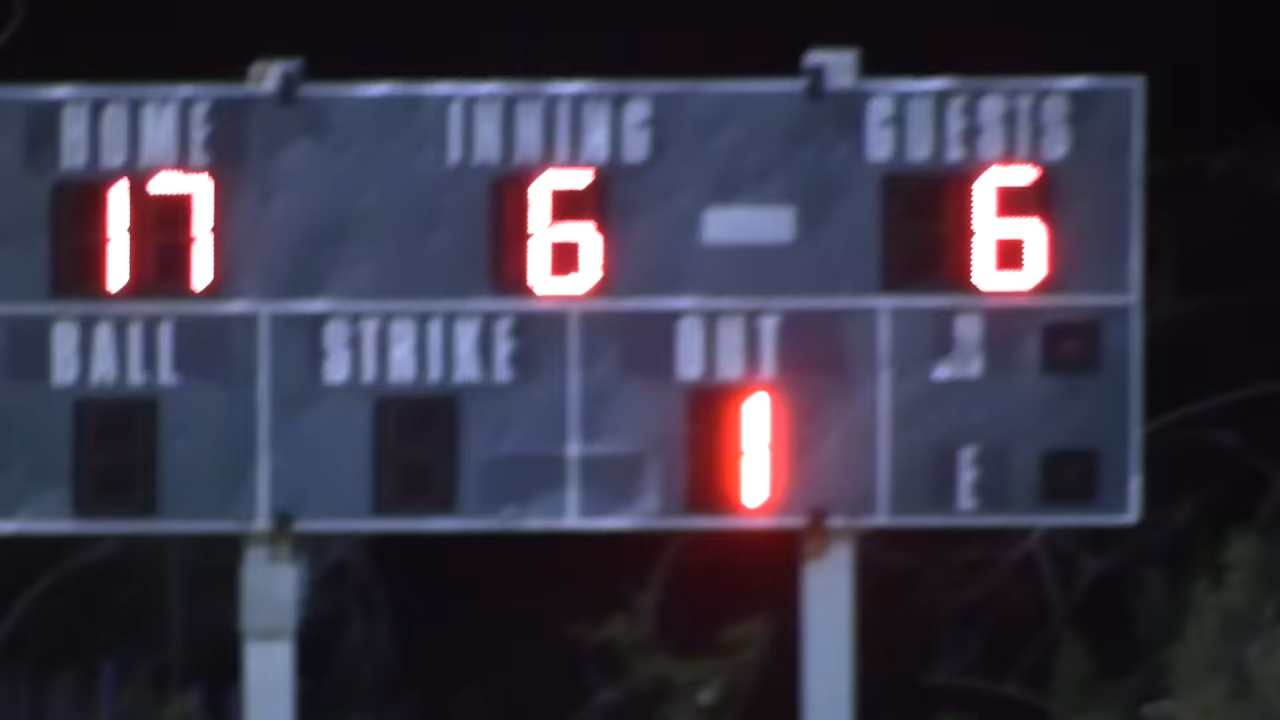 HOME INNING GUESTS
17 6 6
BALL STRIKE OUT
1
E